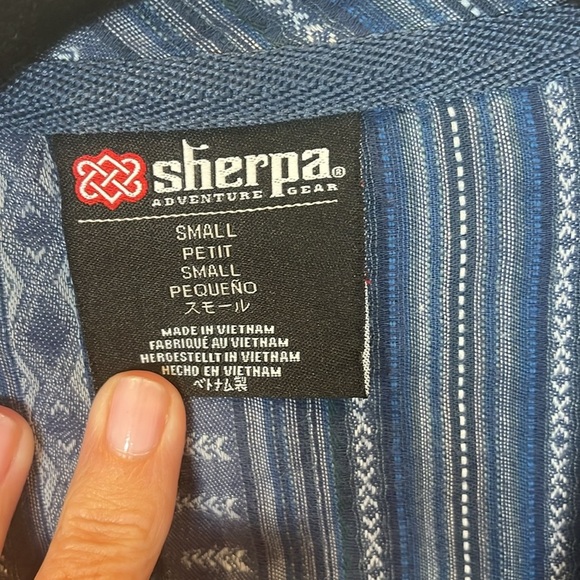 sherpa®
ADVENTURE GEAR
SMALL
PETIT
SMALL
PEQUEÑO
スモール
MADE IN VIETNAM
FABRIQUÉ AU VIETNAM
HERGESTELLT IN VIETNAM
HECHO EN VIETNAM
ベトナム製